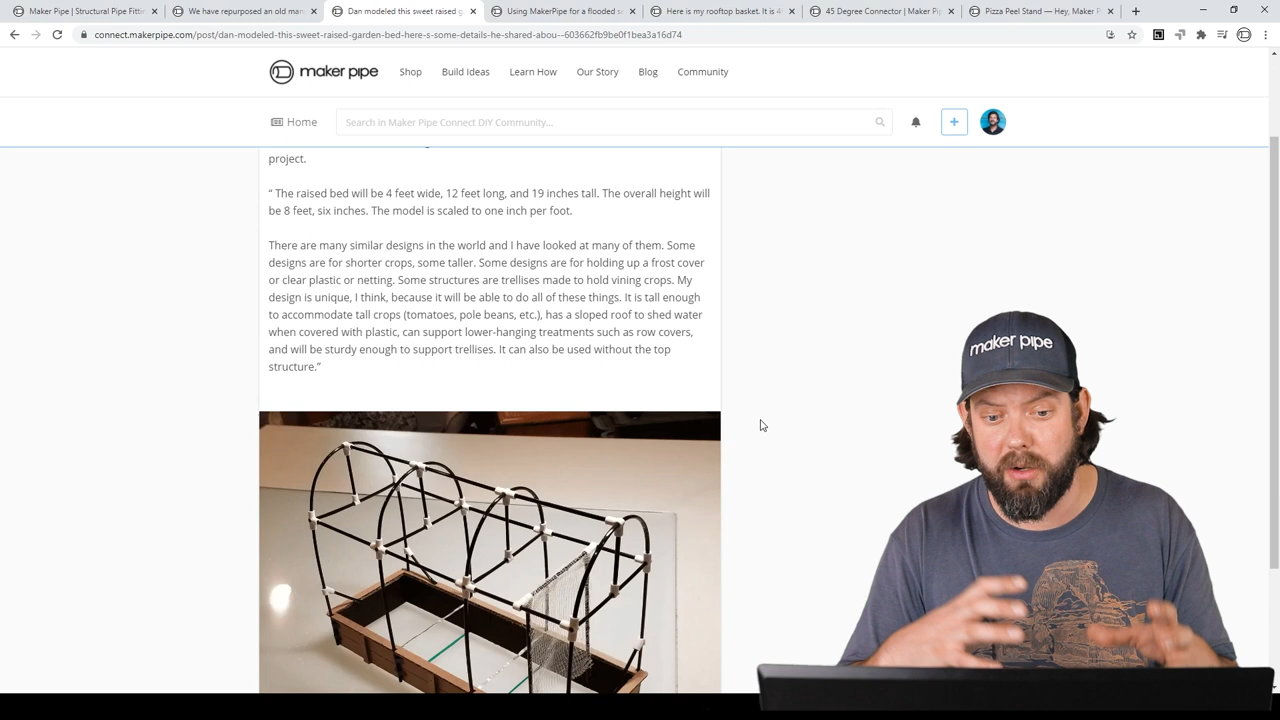 Maker Pipe | Structural Pipe Fittin
We have repurposed an old man
Dan modeled this sweet raised g
Using MakerPipe for a flooded sc
Here is my rooftop basket. It is 4
45 Degree Connector | Maker Pip
Pizza Peel Stand — Hey, Maker P
connect.makerpipe.com/post/dan-modeled-this-sweet-raised-garden-bed-here-s-some-details-he-shared-abou--603662fb9be0f1bea3a16d74
maker pipe
Shop
Build Ideas
Learn How
Our Story
Blog
Community
Home
Search in Maker Pipe Connect DIY Community...
project.
“ The raised bed will be 4 feet wide, 12 feet long, and 19 inches tall. The overall height will
be 8 feet, six inches. The model is scaled to one inch per foot.
There are many similar designs in the world and I have looked at many of them. Some
designs are for shorter crops, some taller. Some designs are for holding up a frost cover
or clear plastic or netting. Some structures are trellises made to hold vining crops. My
design is unique, I think, because it will be able to do all of these things. It is tall enough
to accommodate tall crops (tomatoes, pole beans, etc.), has a sloped roof to shed water
when covered with plastic, can support lower-hanging treatments such as row covers,
and will be sturdy enough to support trellises. It can also be used without the top
structure.”
maker pipe